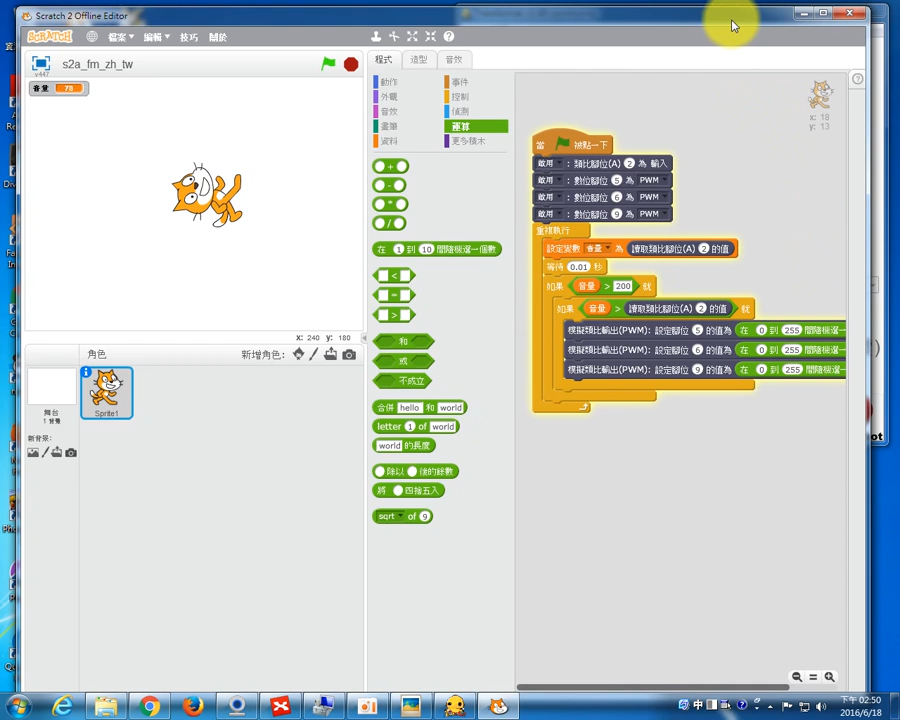 Scratch 2 Offline Editor
SCRATCH 檔案 編輯 技巧 關於
s2a_fm_zh_tw
v447
音量 78
x: 240 y: 180
角色 新增角色:
舞台
1 背景
新背景:
Sprite1
程式 造型 音效
動作 事件
外觀 控制
音效 偵測
畫筆 運算
資料 更多積木
+
-
*
/
在 1 到 10 間隨機選一個數
<
=
>
和
或
不成立
合併 hello 和 world
letter 1 of world
world 的長度
除以 後的餘數
將 四捨五入
sqrt of 9
x: 18
y: 13
當 被點一下
啟用 : 類比腳位(A) 2 為 輸入
啟用 : 數位腳位 5 為 PWM
啟用 : 數位腳位 6 為 PWM
啟用 : 數位腳位 9 為 PWM
重複執行
設定變數 音量 為 讀取類比腳位(A) 2 的值
等待 0.01 秒
如果 音量 > 200 就
如果 音量 > 讀取類比腳位(A) 2 的值 就
模擬類比輸出(PWM): 設定腳位 5 的值為 在 0 到 255 間隨機選一
模擬類比輸出(PWM): 設定腳位 6 的值為 在 0 到 255 間隨機選一
模擬類比輸出(PWM): 設定腳位 9 的值為 在 0 到 255 間隨機選一
中
下午 02:50
2016/6/18